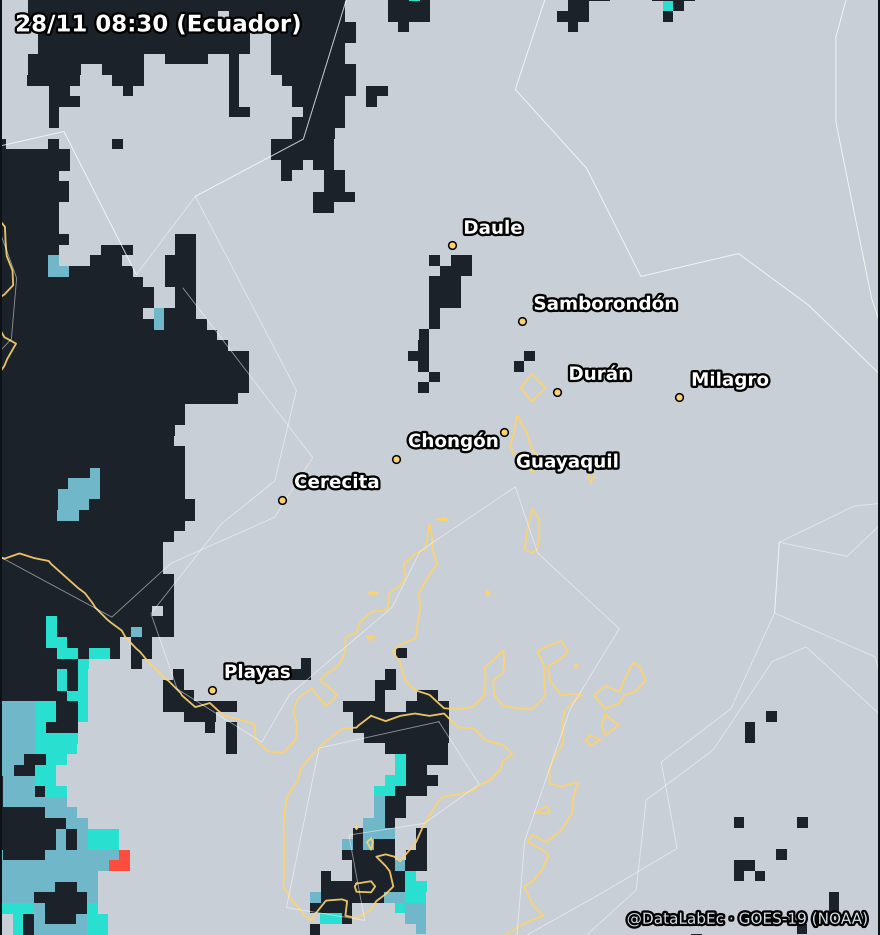 28/11 08:30 (Ecuador)
Daule
Samborondón
Durán
Milagro
Chongón
Guayaquil
Cerecita
Playas
@DataLabEc · GOES-19 (NOAA)